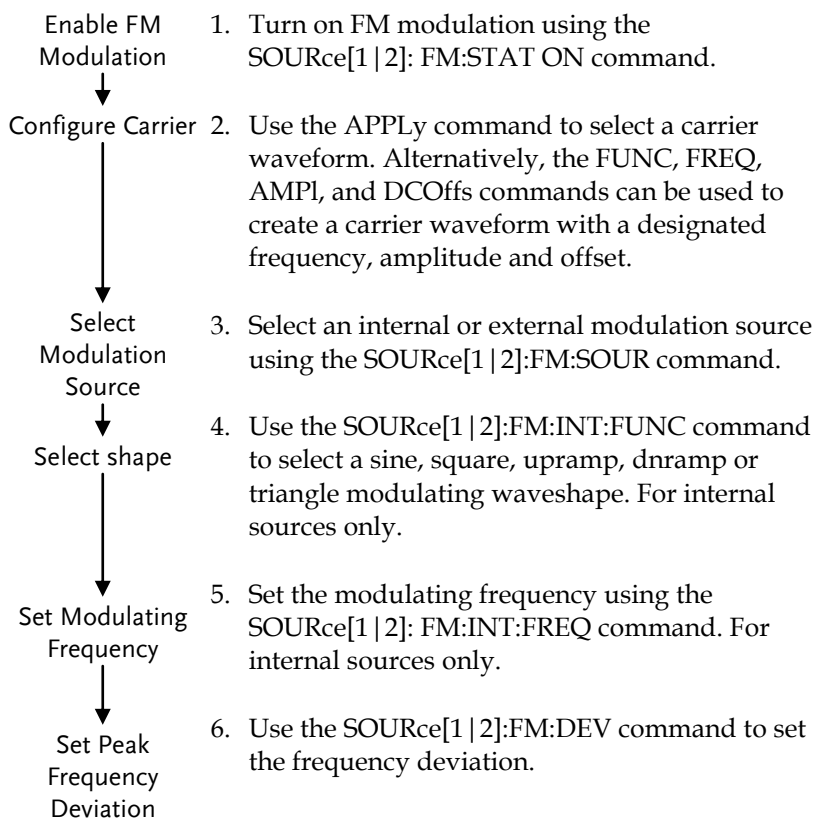 Enable FM
Modulation
1. Turn on FM modulation using the
SOURce[1|2]: FM:STAT ON command.
Configure Carrier
2. Use the APPLy command to select a carrier
waveform. Alternatively, the FUNC, FREQ,
AMPl, and DCOffs commands can be used to
create a carrier waveform with a designated
frequency, amplitude and offset.
Select
Modulation
Source
3. Select an internal or external modulation source
using the SOURce[1|2]:FM:SOUR command.
Select shape
4. Use the SOURce[1|2]:FM:INT:FUNC command
to select a sine, square, upramp, dnramp or
triangle modulating waveshape. For internal
sources only.
Set Modulating
Frequency
5. Set the modulating frequency using the
SOURce[1|2]: FM:INT:FREQ command. For
internal sources only.
Set Peak
Frequency
Deviation
6. Use the SOURce[1|2]:FM:DEV command to set
the frequency deviation.